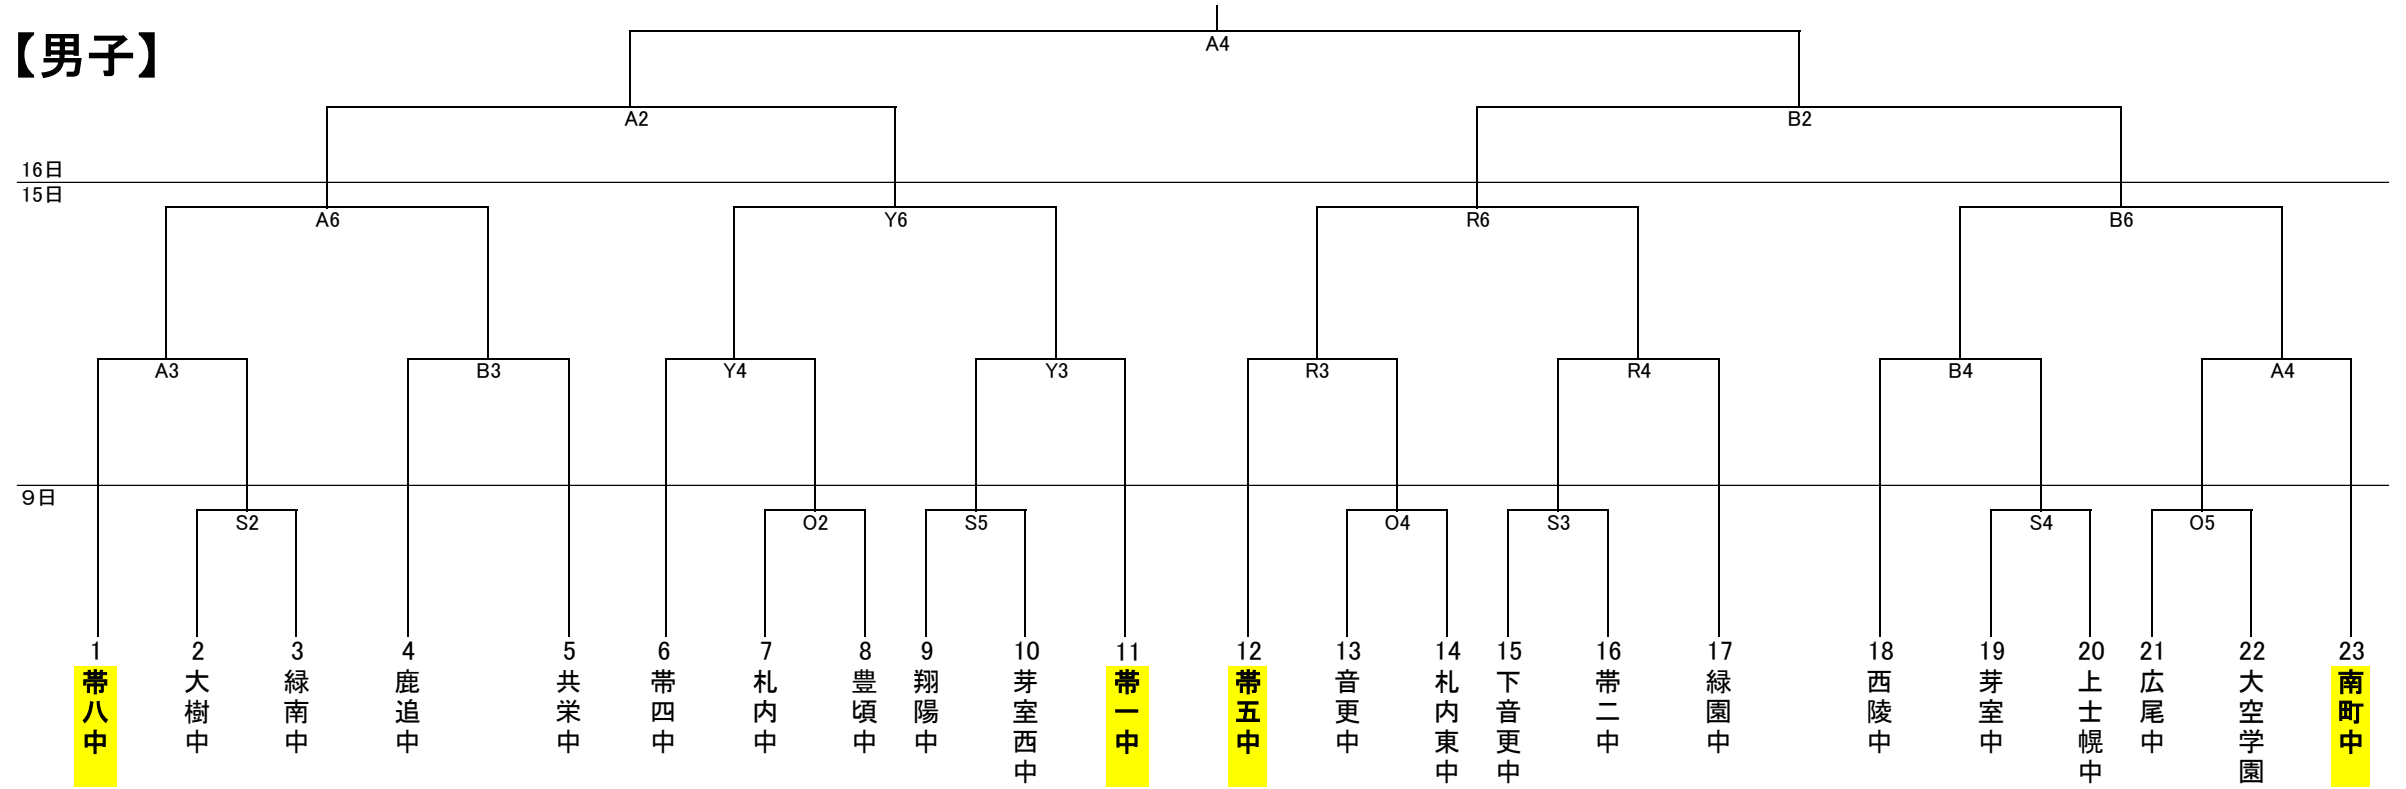 【男子】
A4
A2
B2
16日
15日
A6
Y6
R6
B6
A3
B3
Y4
Y3
R3
R4
B4
A4
９日
S2
O2
S5
O4
S3
S4
O5
1
帯八中
2
大樹中
3
緑南中
4
鹿追中
5
共栄中
6
帯四中
7
札内中
8
豊頃中
9
翔陽中
10
芽室西中
11
帯一中
12
帯五中
13
音更中
14
札内東中
15
下音更中
16
帯二中
17
緑園中
18
西陵中
19
芽室中
20
上士幌中
21
広尾中
22
大空学園
23
南町中